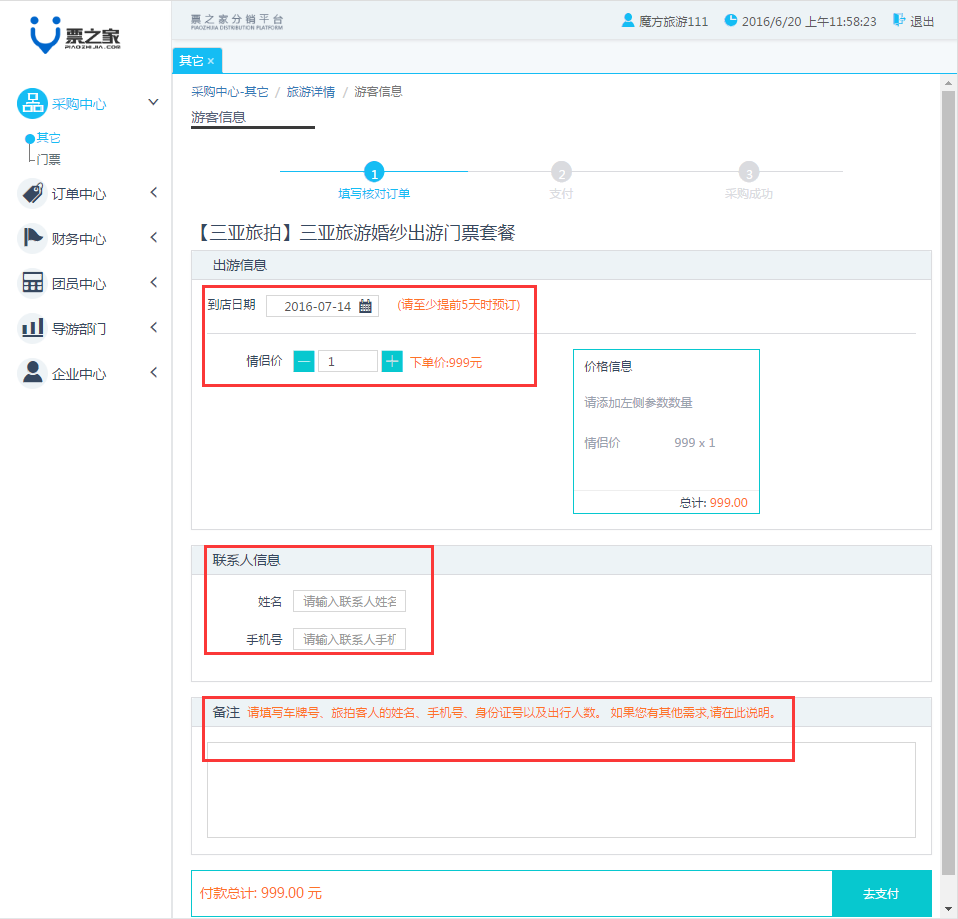 票之家
PIAOZHIJIA.COM
票之家分销平台
PIAOZHIJIA DISTRIBUTION PLATFORM
魔方旅游111
2016/6/20 上午11:58:23
退出
其它 ×
采购中心
其它
门票
订单中心
财务中心
团员中心
导游部门
企业中心
采购中心-其它 / 旅游详情 / 游客信息
游客信息
1 2 3
填写核对订单 支付 采购成功
【三亚旅拍】三亚旅游婚纱出游门票套餐
出游信息
到店日期 2016-07-14 (请至少提前5天时预订)
情侣价 — 1 + 下单价:999元
价格信息
请添加左侧参数数量
情侣价 999 x 1
总计: 999.00
联系人信息
姓名 请输入联系人姓名
手机号 请输入联系人手机
备注 请填写车牌号、旅拍客人的姓名、手机号、身份证号以及出行人数。 如果您有其他需求,请在此说明。
付款总计: 999.00 元
去支付